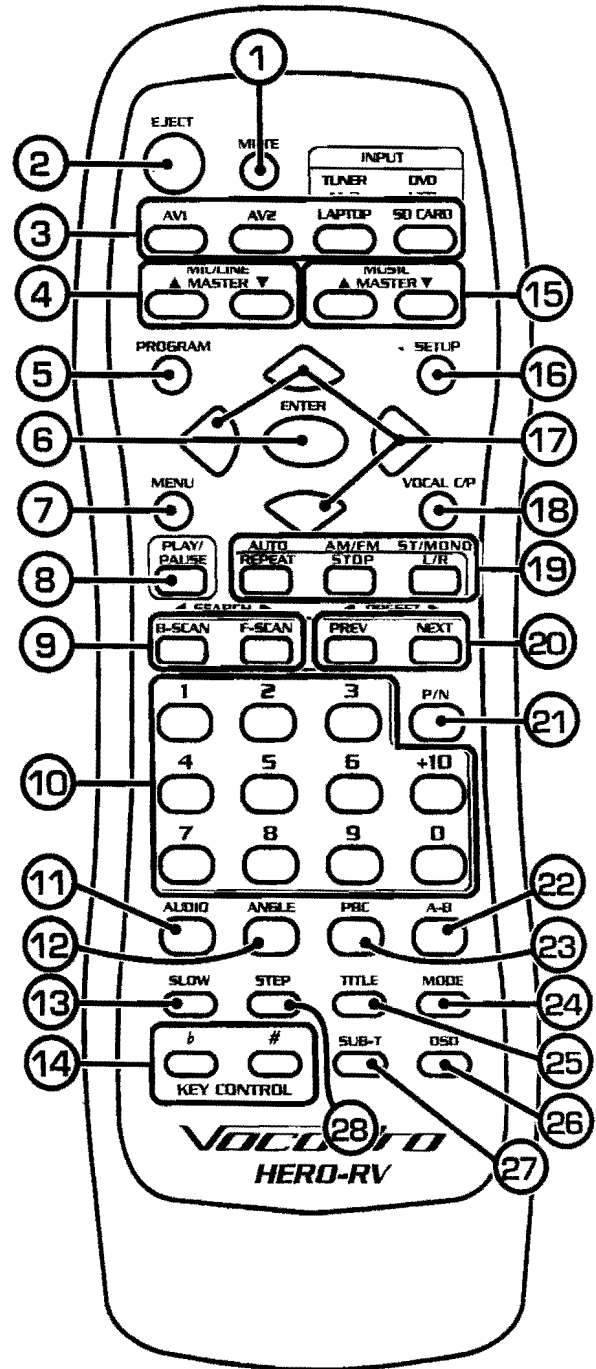 1
EJECT
2
MUTE
INPUT
TUNER DVD
3
AV1 AV2 LAPTOP SD CARD
MIC/LINE MUSIC
4
▲ MASTER ▼ ▲ MASTER ▼
15
PROGRAM SETUP
5
16
ENTER
6
17
MENU VOCAL C/P
7
18
PLAY/ AUTO AM/FM ST/MONO
8
PAUSE REPEAT STOP L/R
19
◄ SEARCH ► ◄ PRESET ►
9
B-SCAN F-SCAN PREV NEXT
20
1 2 3 P/N
21
4 5 6 +10
10
7 8 9 0
11
AUDIO ANGLE PBC A-B
22
12
23
SLOW STEP TITLE MODE
13
24
♭ # SUB-T OSD
14
25
KEY CONTROL
26
28
27
VocoPro
HERO-RV